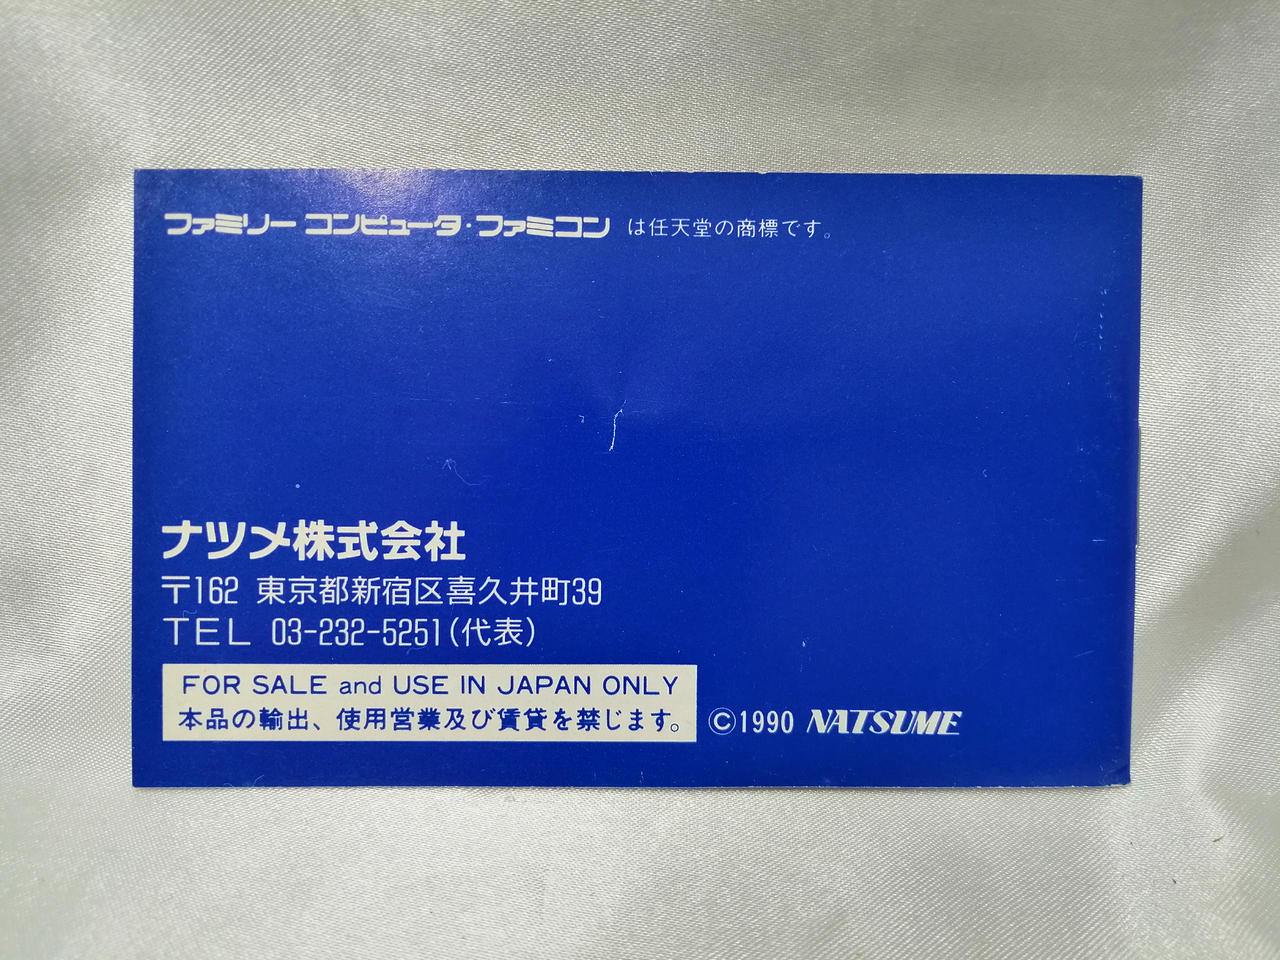 ファミリー コンピュータ・ファミコン は任天堂の商標です。
ナツメ株式会社
〒162 東京都新宿区喜久井町39
TEL 03-232-5251(代表)
FOR SALE and USE IN JAPAN ONLY
本品の輸出、使用営業及び賃貸を禁じます。
©1990 NATSUME